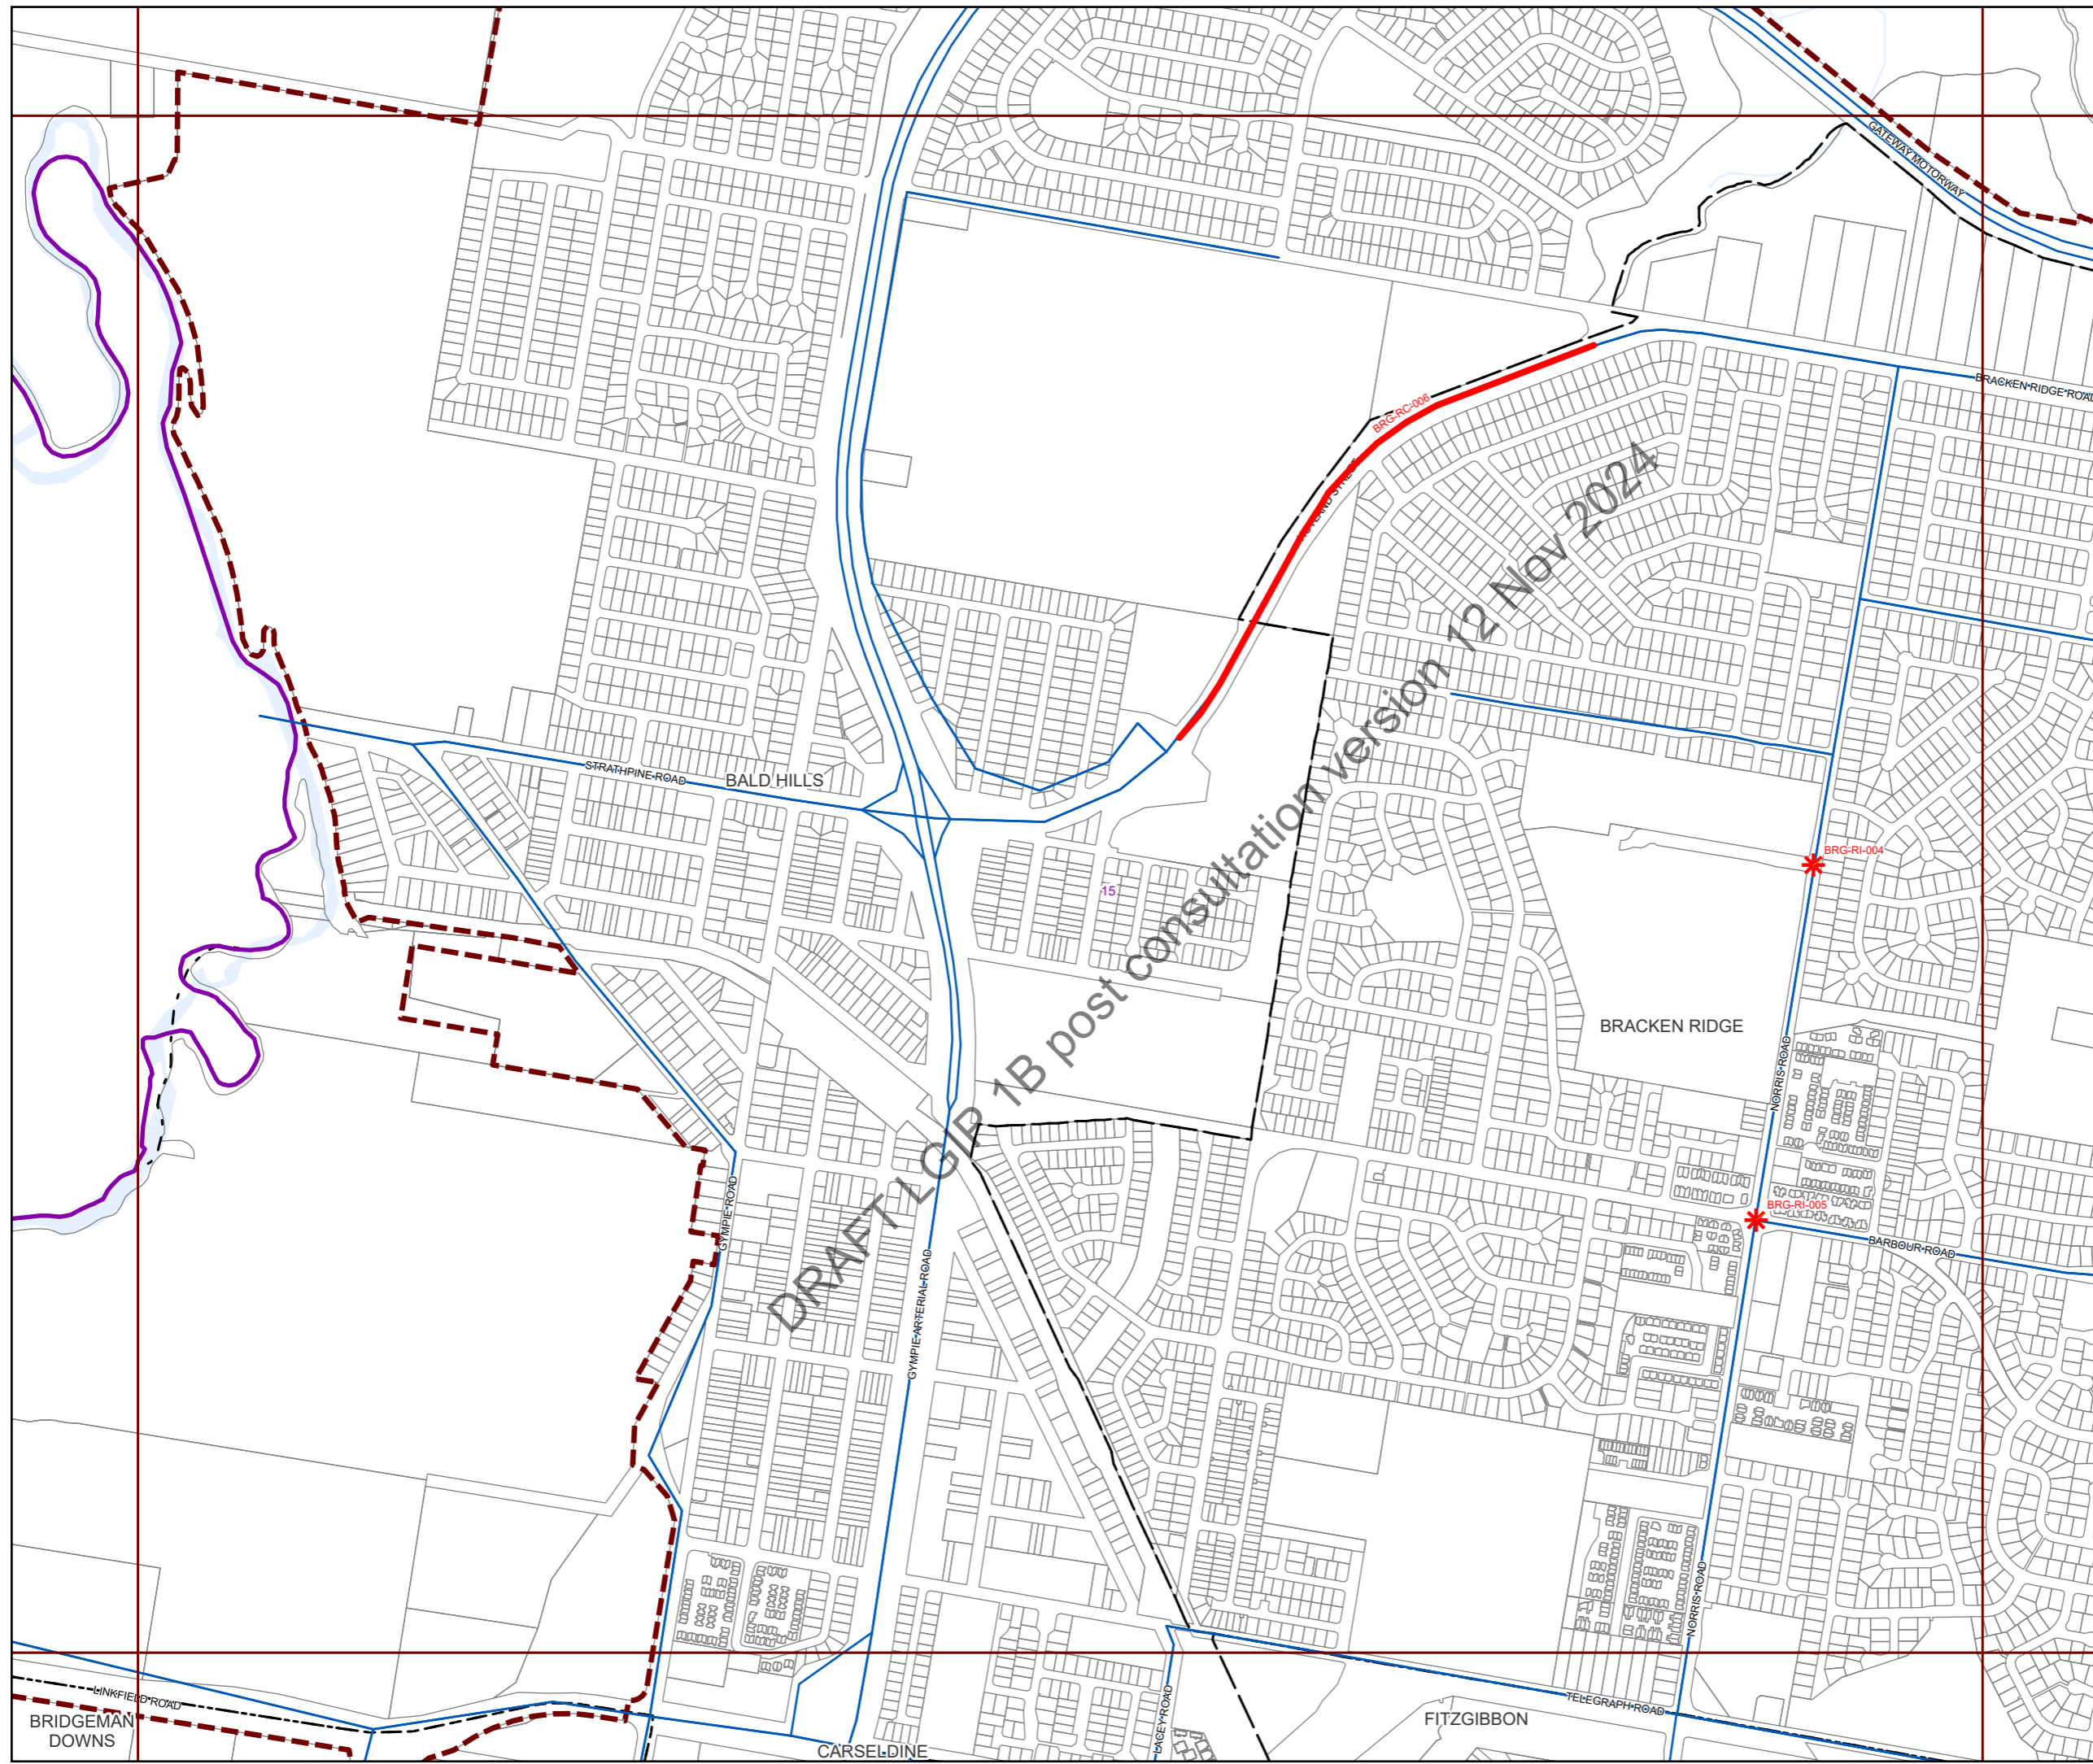 GATEWAY MOTORWAY
BRACKEN RIDGE ROAD
BRG-RC-006
STRATHPINE ROAD
BALD HILLS
BRG-RI-004
15
BRACKEN RIDGE
NORRIS ROAD
BRG-RI-005
BARBOUR ROAD
GYMPIE ROAD
GYMPIE ARTERIAL ROAD
DRAFT LGIP 1B post consultation version 12 Nov 2024
NORRIS ROAD
LINKFIELD ROAD
BRIDGEMAN
DOWNS
LACEY ROAD
TELEGRAPH ROAD
FITZGIBBON
CARSELDINE